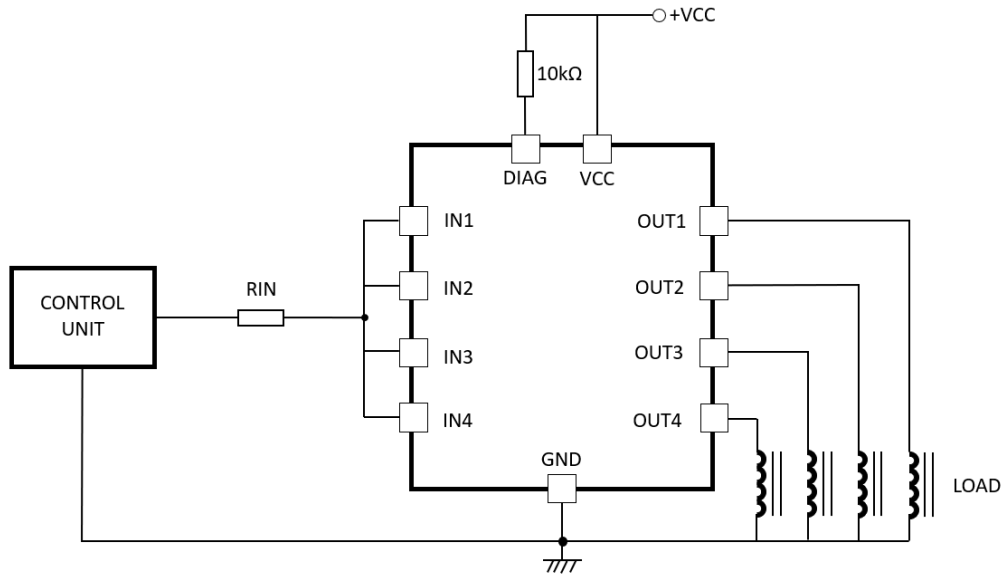 +VCC
10kΩ
DIAG
VCC
IN1
OUT1
IN2
OUT2
RIN
CONTROL
UNIT
IN3
OUT3
IN4
OUT4
GND
LOAD